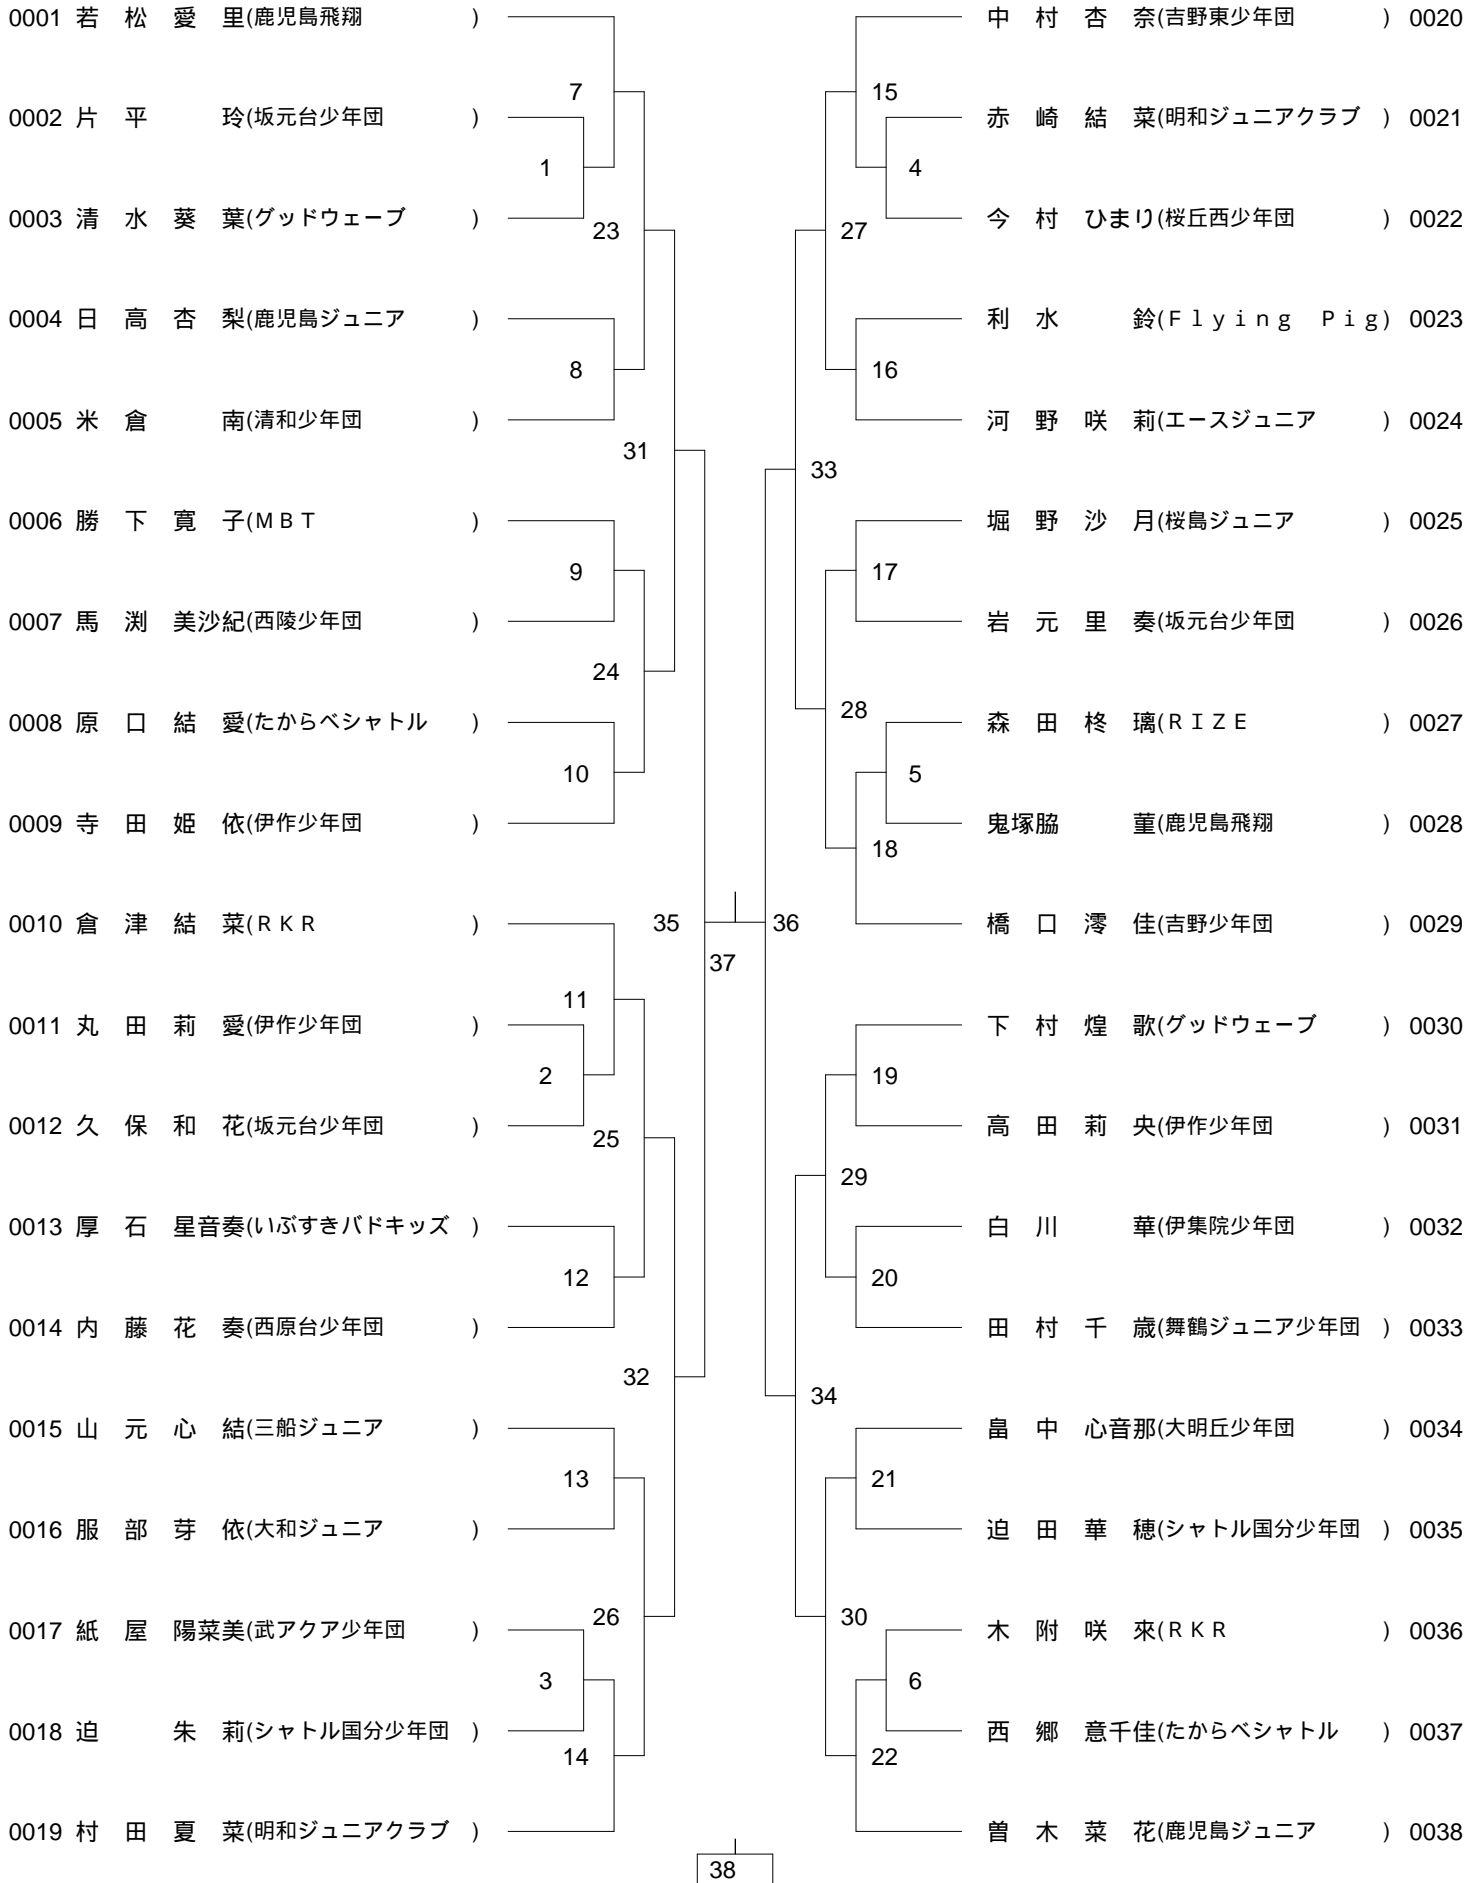 0001 若 松 愛 里(鹿児島飛翔 )
7
0002 片 平 玲(坂元台少年団 )
1
0003 清 水 葵 葉(グッドウェーブ )
23
0004 日 高 杏 梨(鹿児島ジュニア )
8
0005 米 倉 南(清和少年団 )
31
0006 勝 下 寛 子(ＭＢＴ )
9
0007 馬 渕 美沙紀(西陵少年団 )
24
0008 原 口 結 愛(たからべシャトル )
10
0009 寺 田 姫 依(伊作少年団 )
0010 倉 津 結 菜(ＲＫＲ )
35
11
0011 丸 田 莉 愛(伊作少年団 )
2
0012 久 保 和 花(坂元台少年団 )
25
0013 厚 石 星音奏(いぶすきバドキッズ )
12
0014 内 藤 花 奏(西原台少年団 )
32
0015 山 元 心 結(三船ジュニア )
13
0016 服 部 芽 依(大和ジュニア )
26
0017 紙 屋 陽菜美(武アクア少年団 )
3
0018 迫 朱 莉(シャトル国分少年団 )
14
0019 村 田 夏 菜(明和ジュニアクラブ )
37
38
中 村 杏 奈(吉野東少年団 ) 0020
15
赤 崎 結 菜(明和ジュニアクラブ ) 0021
4
今 村 ひまり(桜丘西少年団 ) 0022
27
利 水 鈴(Ｆｌｙｉｎｇ Ｐｉｇ) 0023
16
河 野 咲 莉(エースジュニア ) 0024
33
堀 野 沙 月(桜島ジュニア ) 0025
17
岩 元 里 奏(坂元台少年団 ) 0026
28
森 田 柊 璃(ＲＩＺＥ ) 0027
5
鬼塚脇 菫(鹿児島飛翔 ) 0028
18
橋 口 澪 佳(吉野少年団 ) 0029
36
下 村 煌 歌(グッドウェーブ ) 0030
19
高 田 莉 央(伊作少年団 ) 0031
29
白 川 華(伊集院少年団 ) 0032
20
田 村 千 歳(舞鶴ジュニア少年団 ) 0033
34
畠 中 心音那(大明丘少年団 ) 0034
21
迫 田 華 穂(シャトル国分少年団 ) 0035
30
木 附 咲 來(ＲＫＲ ) 0036
6
西 郷 意千佳(たからべシャトル ) 0037
22
曽 木 菜 花(鹿児島ジュニア ) 0038